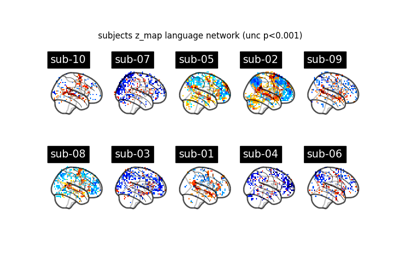 subjects z_map language network (unc p<0.001)
sub-10 sub-07 sub-05 sub-02 sub-09
sub-08 sub-03 sub-01 sub-04 sub-06